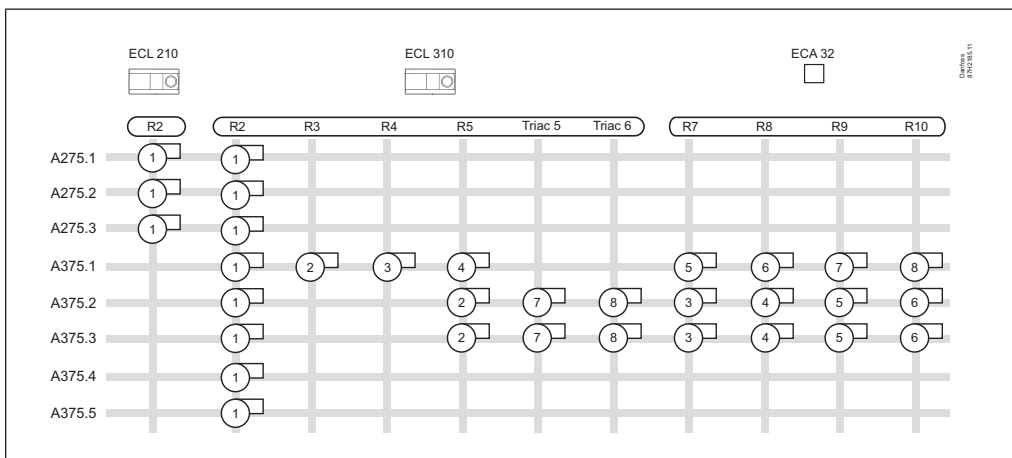 ECL 210 ECL 310 ECA 32
Danfoss
87H2185.11
R2 R2 R3 R4 R5 Triac 5 Triac 6 R7 R8 R9 R10
A275.1 1 1
A275.2 1 1
A275.3 1 1
A375.1 1 2 3 4 5 6 7 8
A375.2 1 2 7 8 3 4 5 6
A375.3 1 2 7 8 3 4 5 6
A375.4 1
A375.5 1